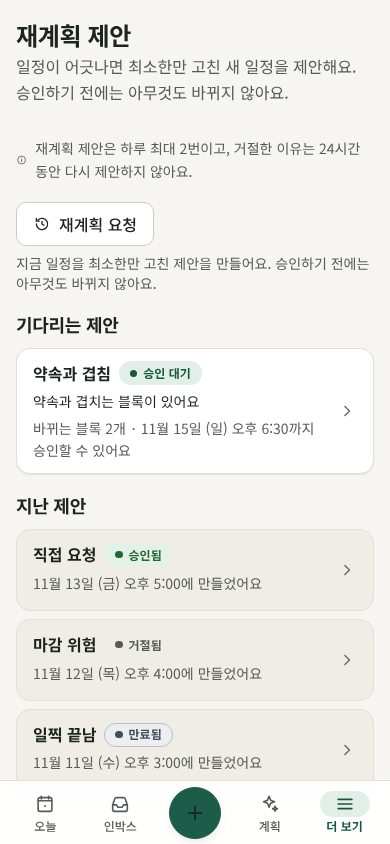 재계획 제안
일정이 어긋나면 최소한만 고친 새 일정을 제안해요.
승인하기 전에는 아무것도 바뀌지 않아요.
재계획 제안은 하루 최대 2번이고, 거절한 이유는 24시간
동안 다시 제안하지 않아요.
재계획 요청
지금 일정을 최소한만 고친 제안을 만들어요. 승인하기 전에는
아무것도 바뀌지 않아요.
기다리는 제안
약속과 겹침 승인 대기
약속과 겹치는 블록이 있어요
바뀌는 블록 2개 · 11월 15일 (일) 오후 6:30까지
승인할 수 있어요
지난 제안
직접 요청 승인됨
11월 13일 (금) 오후 5:00에 만들었어요
마감 위험 거절됨
11월 12일 (목) 오후 4:00에 만들었어요
일찍 끝남 만료됨
11월 11일 (수) 오후 3:00에 만들었어요
오늘 인박스 계획 더 보기